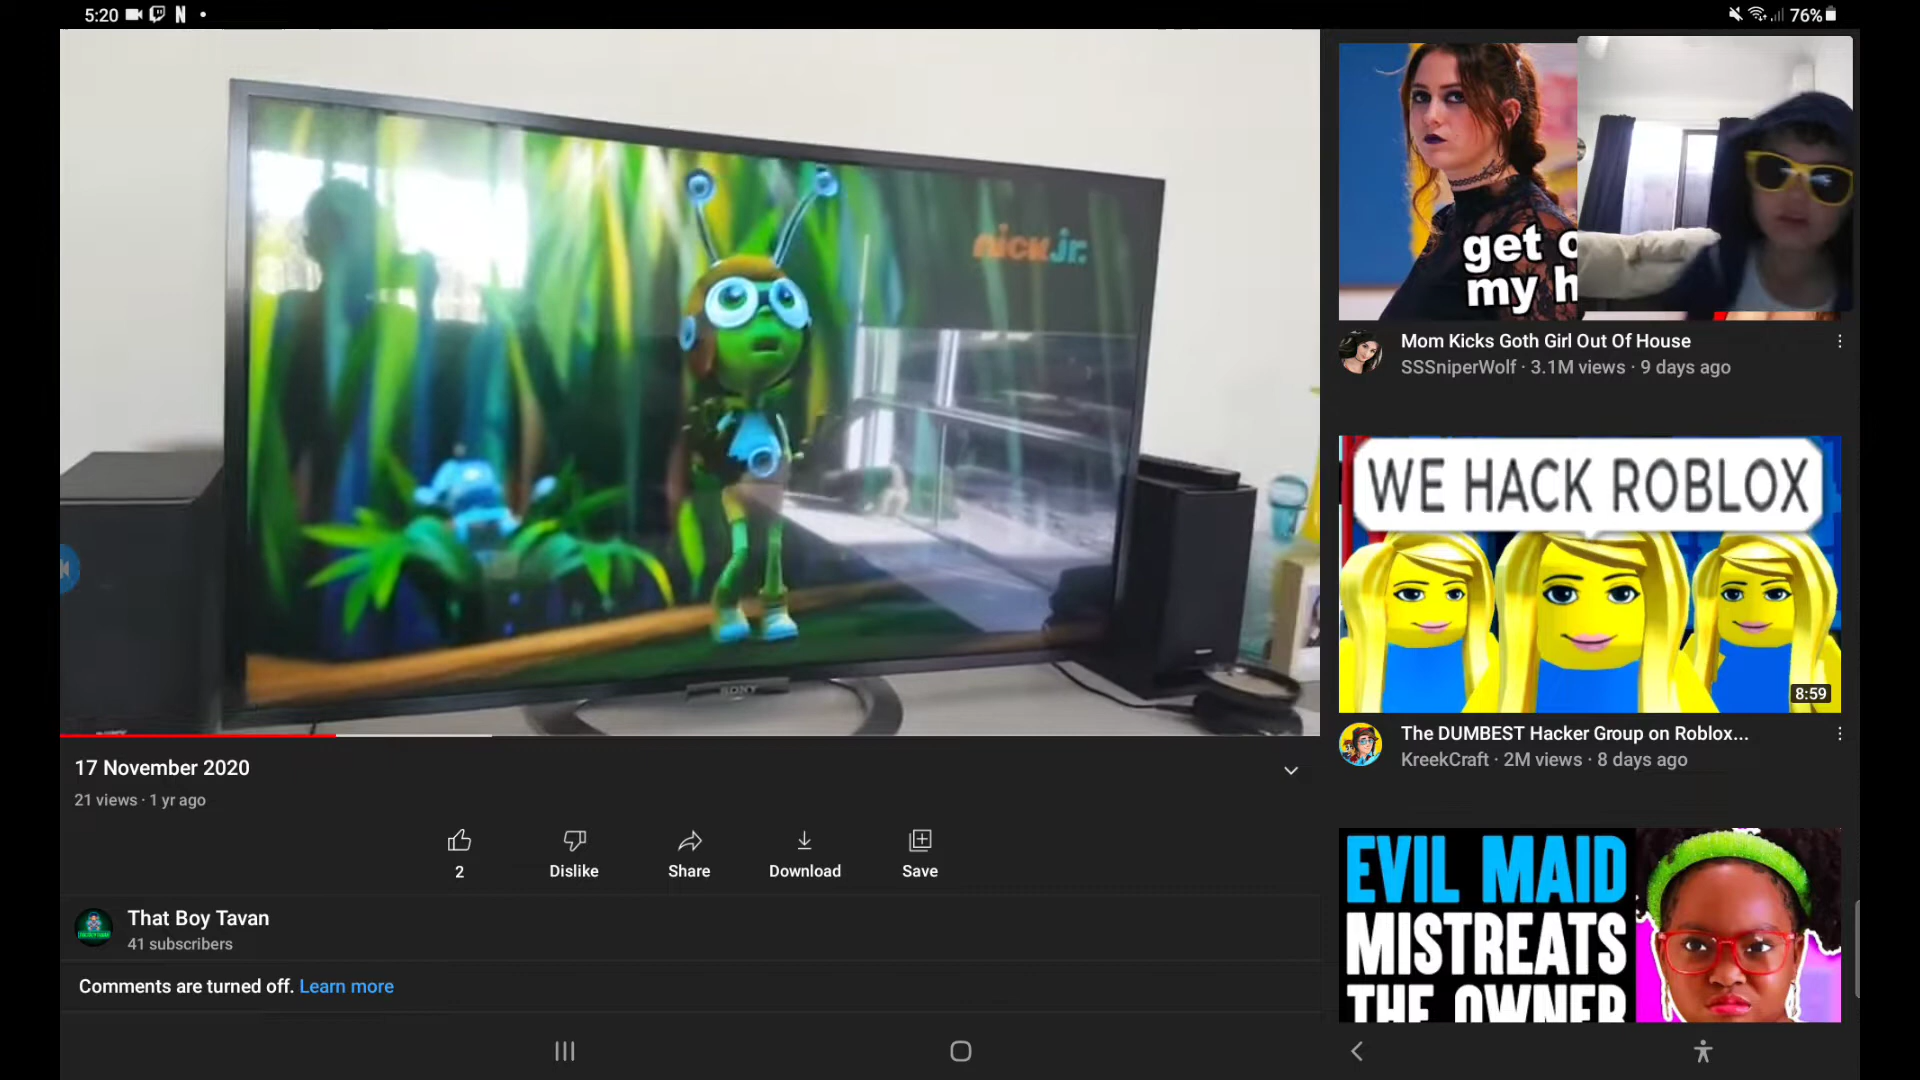 5:20
76%
nick jr.
SONY
get
my h
Mom Kicks Goth Girl Out Of House
SSSniperWolf · 3.1M views · 9 days ago
WE HACK ROBLOX
8:59
The DUMBEST Hacker Group on Roblox...
KreekCraft · 2M views · 8 days ago
EVIL MAID
MISTREATS
THE OWNER
17 November 2020
21 views · 1 yr ago
2
Dislike
Share
Download
Save
That Boy Tavan
41 subscribers
Comments are turned off. Learn more